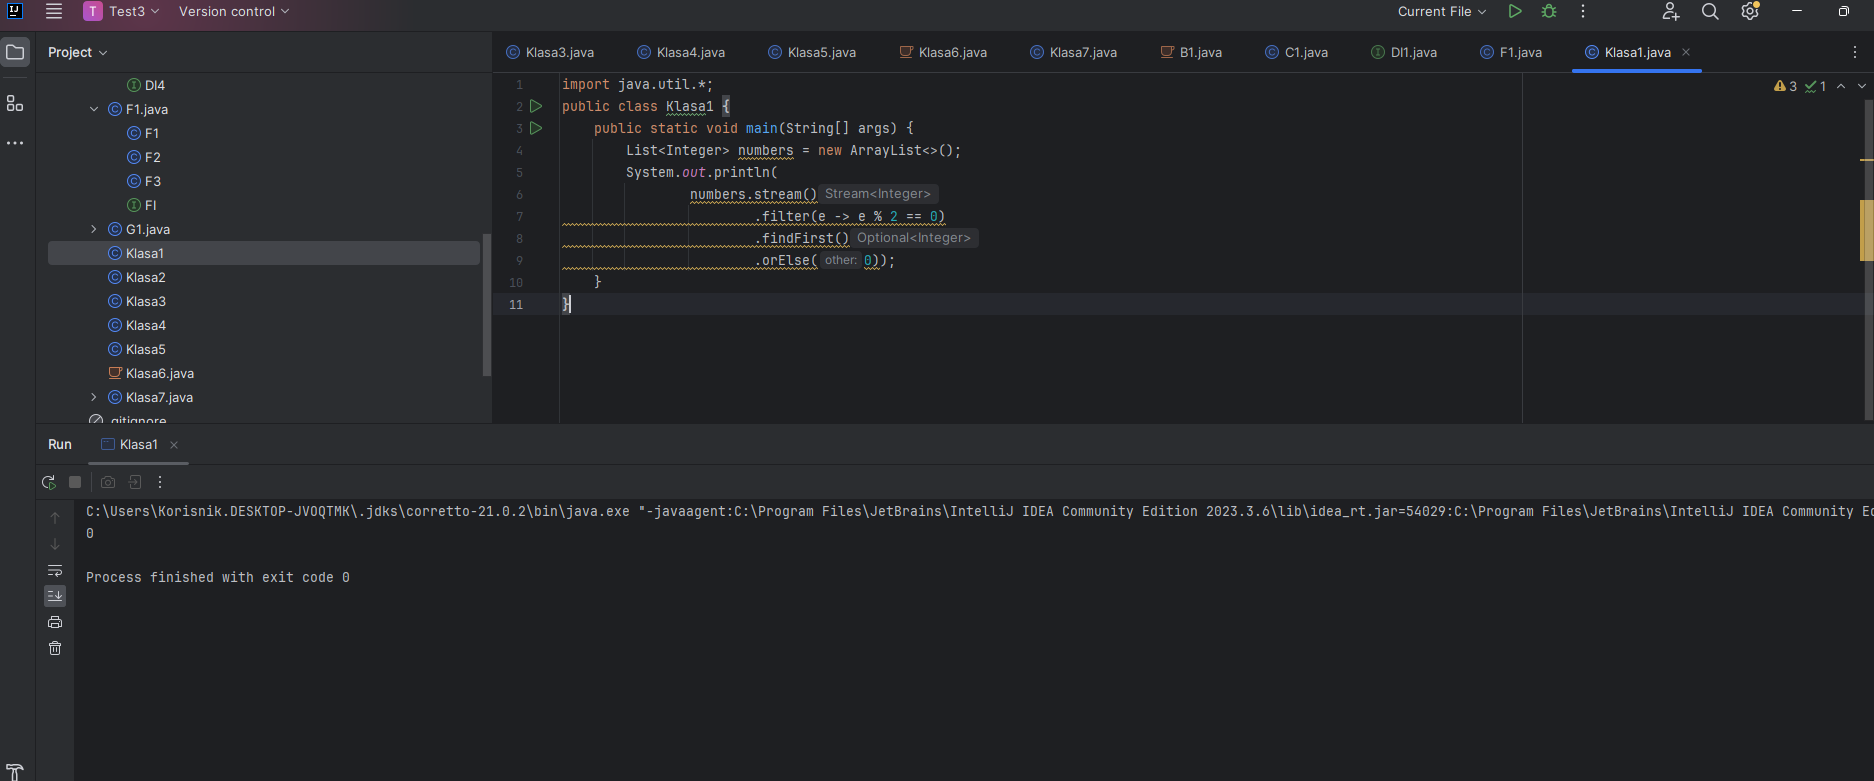 Test3 Version control Current File
Project
Klasa3.java Klasa4.java Klasa5.java Klasa6.java Klasa7.java B1.java C1.java DI1.java F1.java Klasa1.java
DI4
F1.java
F1
F2
F3
FI
G1.java
Klasa1
Klasa2
Klasa3
Klasa4
Klasa5
Klasa6.java
Klasa7.java
.gitignore
3 1
1 import java.util.*;
2 public class Klasa1 {
3 public static void main(String[] args) {
4 List<Integer> numbers = new ArrayList<>();
5 System.out.println(
6 numbers.stream() Stream<Integer>
7 .filter(e -> e % 2 == 0)
8 .findFirst() Optional<Integer>
9 .orElse( other: 0));
10 }
11 }
Run Klasa1
C:\Users\Korisnik.DESKTOP-JVOQTMK\.jdks\corretto-21.0.2\bin\java.exe "-javaagent:C:\Program Files\JetBrains\IntelliJ IDEA Community Edition 2023.3.6\lib\idea_rt.jar=54029:C:\Program Files\JetBrains\IntelliJ IDEA Community Ed
0
Process finished with exit code 0